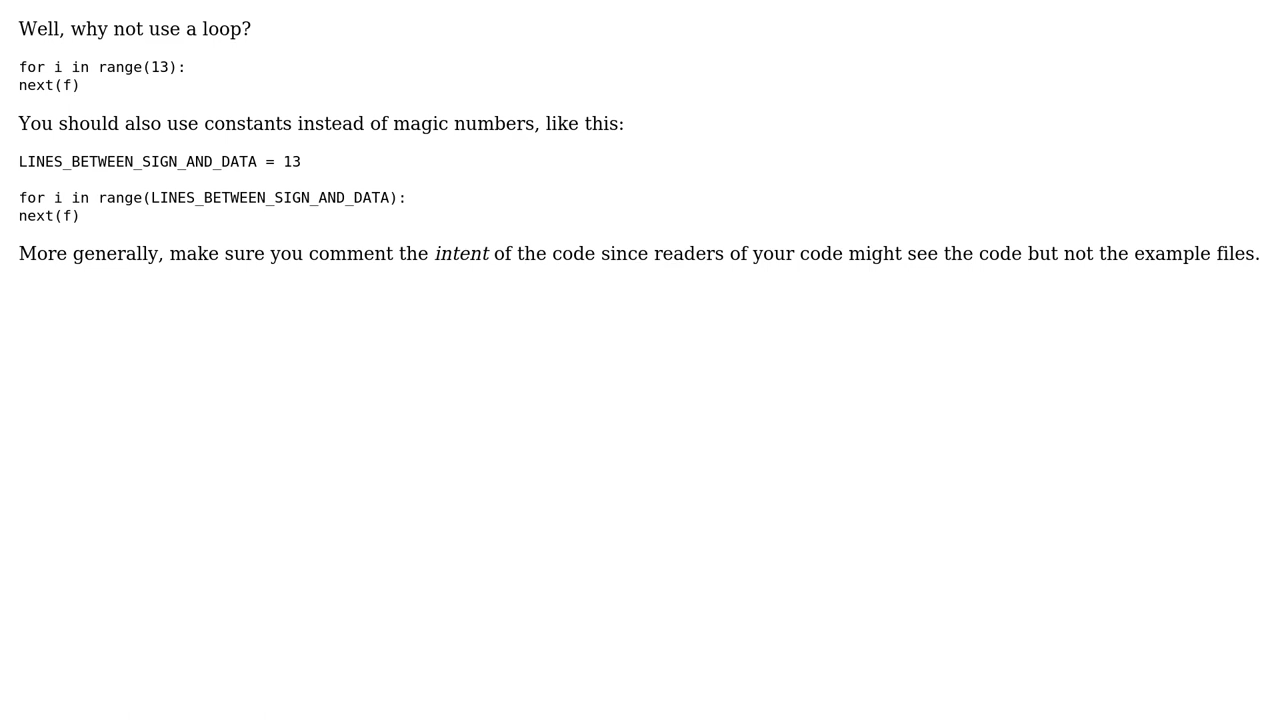 Well, why not use a loop?
for i in range(13):
next(f)
You should also use constants instead of magic numbers, like this:
LINES_BETWEEN_SIGN_AND_DATA = 13
for i in range(LINES_BETWEEN_SIGN_AND_DATA):
next(f)
More generally, make sure you comment the intent of the code since readers of your code might see the code but not the example files.